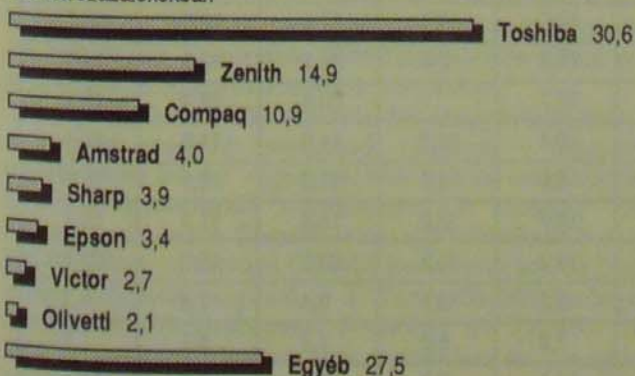 Toshiba 30,6
Zenith 14,9
Compaq 10,9
Amstrad 4,0
Sharp 3,9
Epson 3,4
Victor 2,7
Olivetti 2,1
Egyéb 27,5